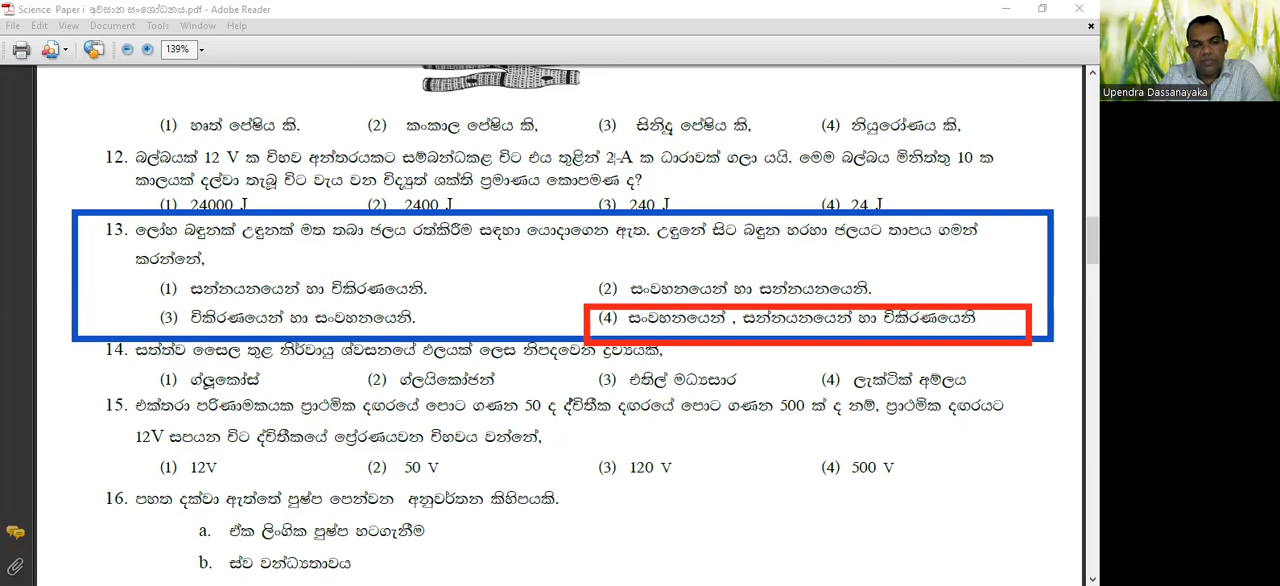 Science Paper i අවසාන සංශෝධනය.pdf - Adobe Reader
File Edit View Document Tools Window Help
139%
Upendra Dassanayaka
(1) හෘත් පේෂිය කි. (2) කංකාල පේෂිය කි, (3) සිනිදු පේෂිය කි, (4) නියුරෝණය කි,
12. බල්බයක් 12 V ක විභව අන්තරයකට සම්බන්ධකළ විට එය තුළින් 2 A ක ධාරාවක් ගලා යයි. මෙම බල්බය මිනිත්තු 10 ක
කාලයක් දල්වා තැබූ විට වැය වන විද්‍යුත් ශක්ති ප්‍රමාණය කොපමණ ද?
(1) 24000 J (2) 2400 J (3) 240 J (4) 24 J
13. ලෝහ බඳුනක් උඳුනක් මත තබා ජලය රත්කිරීම සඳහා යොදාගෙන ඇත. උඳුනේ සිට බඳුන හරහා ජලයට තාපය ගමන්
කරන්නේ,
(1) සන්නයනයෙන් හා විකිරණයෙනි. (2) සංවහනයෙන් හා සන්නයනයෙනි.
(3) විකිරණයෙන් හා සංවහනයෙනි. (4) සංවහනයෙන් , සන්නයනයෙන් හා විකිරණයෙනි
14. සත්ත්ව සෛල තුළ නිර්වායු ශ්වසනයේ ඵලයක් ලෙස නිපදවෙන ද්‍රව්‍යයකි,
(1) ග්ලූකෝස් (2) ග්ලයිකෝජන් (3) එතිල් මධ්‍යසාර (4) ලැක්ටික් අම්ලය
15. එක්තරා පරිණාමකයක ප්‍රාථමික දඟරයේ පොට ගණන 50 ද ද්විතීක දඟරයේ පොට ගණන 500 ක් ද නම්, ප්‍රාථමික දඟරයට
12V සපයන විට ද්විතීකයේ ප්‍රේරණයවන විභවය වන්නේ,
(1) 12V (2) 50 V (3) 120 V (4) 500 V
16. පහත දක්වා ඇත්තේ පුෂ්ප පෙන්වන අනුවර්තන කිහිපයකි.
a. ඒක ලිංගික පුෂ්ප හටගැනීම
b. ස්ව වන්ධ්‍යතාවය